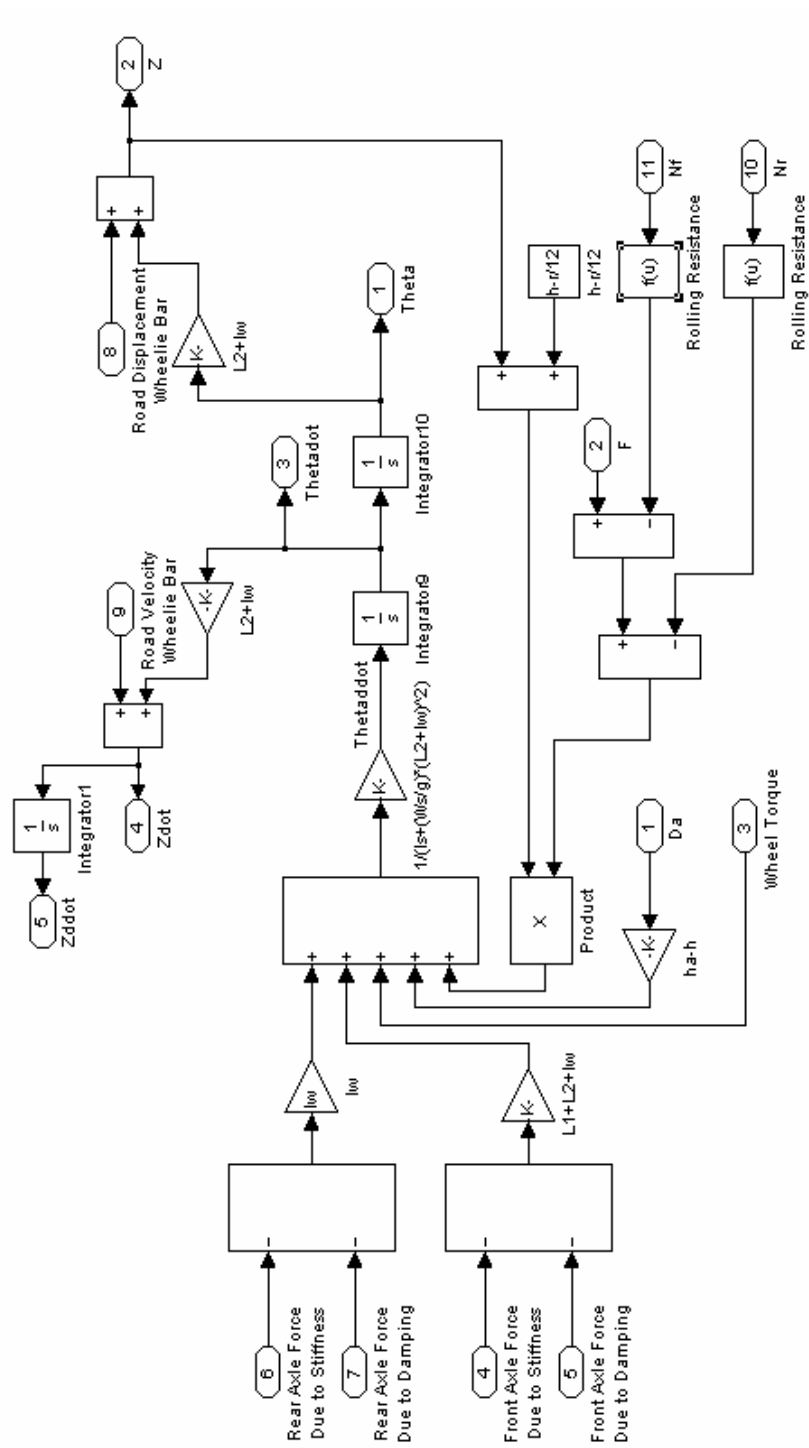 6
Rear Axle Force
Due to Stiffness
7
Rear Axle Force
Due to Damping
4
Front Axle Force
Due to Stiffness
5
Front Axle Force
Due to Damping
−
−
−
−
lw
lw
K-
L1+L2+lw
+
+
+
+
+
5
Zddot
1
s
Integrator1
4
Zdot
+
+
9
Road Velocity
Wheelie Bar
-K-
L2+lw
K-
1/(Is+(Ws/g)*(L2+lw)^2)
Thetaddot
1
s
Integrator9
3
Thetadot
1
s
Integrator10
1
Theta
K-
L2+lw
8
Road Displacement
Wheelie Bar
+
+
2
Z
X
Product
-K-
ha-h
1
Da
3
Wheel Torque
+
−
+
−
2
F
+
+
h-r/12
h-r/12
f(u)
Rolling Resistance
11
Nf
f(u)
Rolling Resistance
10
Nr